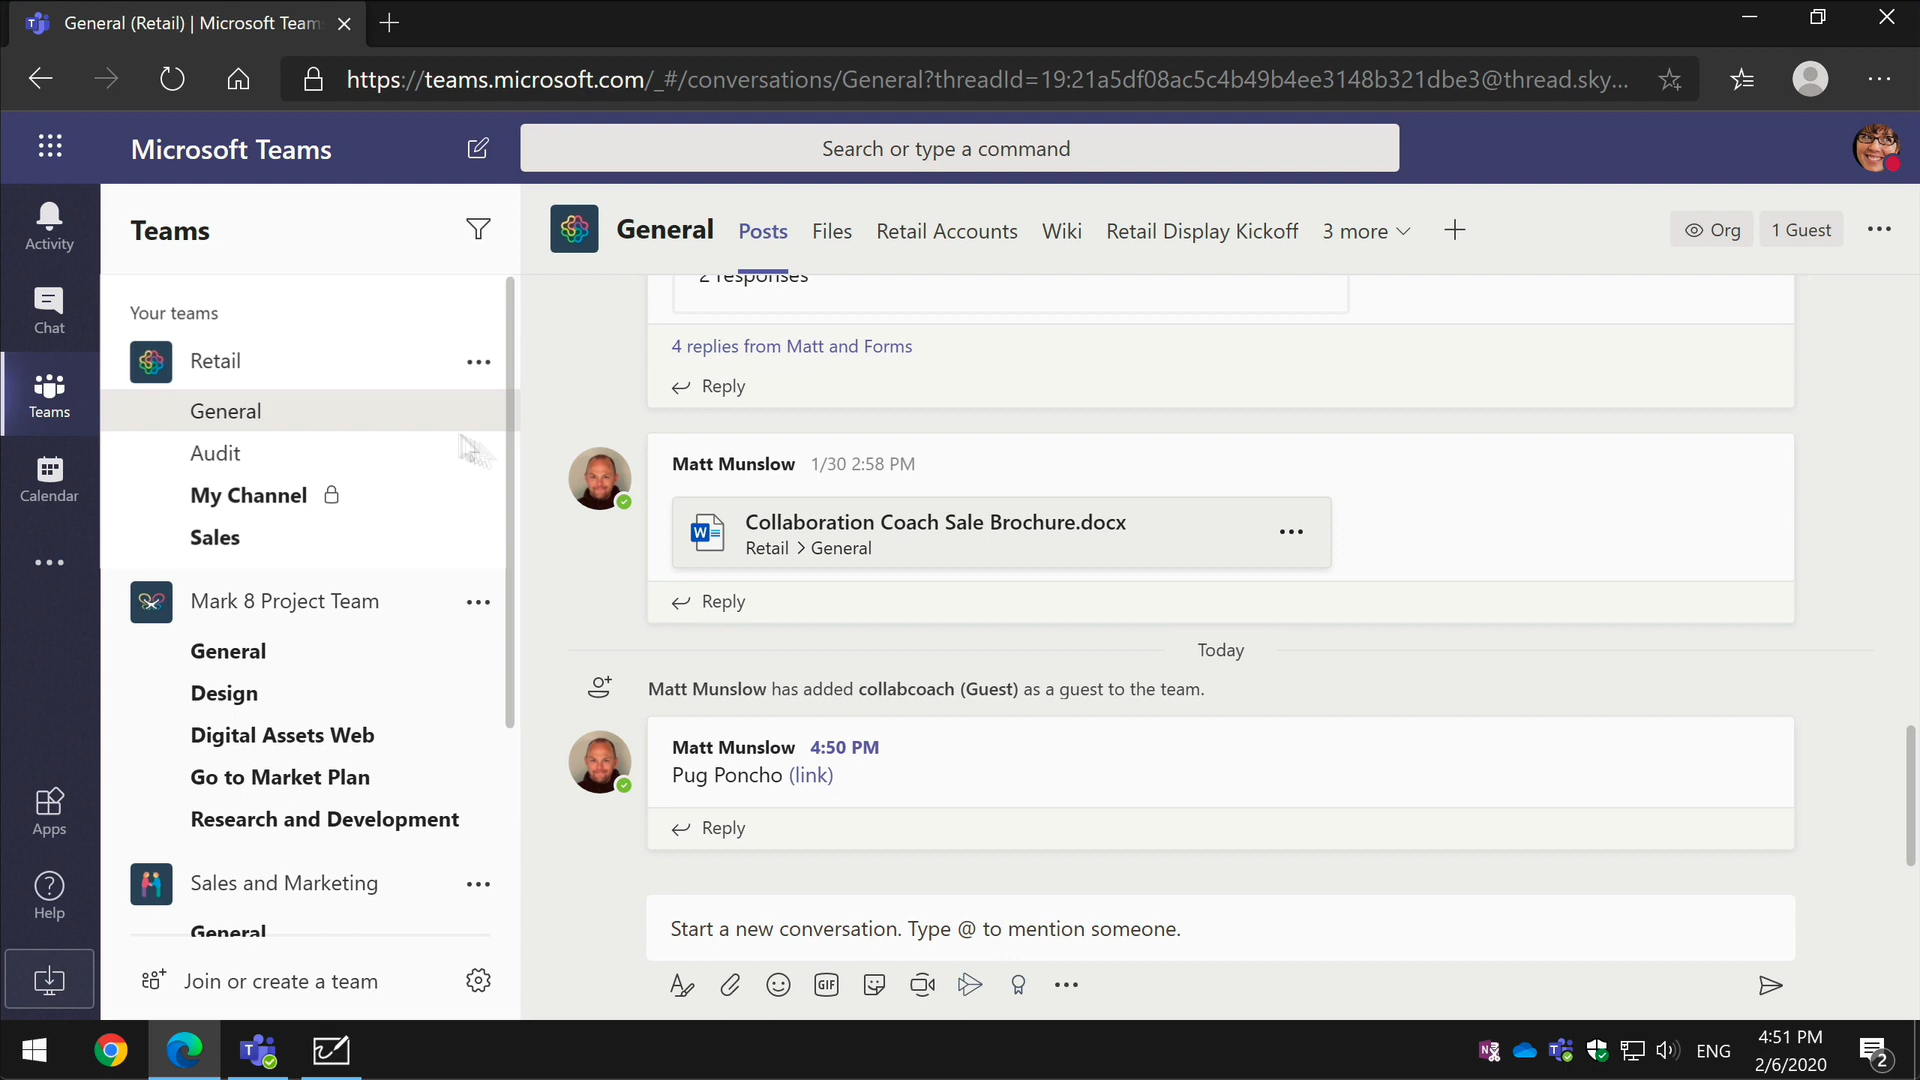 General (Retail) | Microsoft Team
https://teams.microsoft.com/_#/conversations/General?threadId=19:21a5df08ac5c4b49b4ee3148b321dbe3@thread.sky...
Microsoft Teams
Search or type a command
Activity
Chat
Teams
Calendar
Apps
Help
Teams
Your teams
Retail
General
Audit
My Channel
Sales
Mark 8 Project Team
General
Design
Digital Assets Web
Go to Market Plan
Research and Development
Sales and Marketing
General
Join or create a team
General
Posts
Files
Retail Accounts
Wiki
Retail Display Kickoff
3 more
Org
1 Guest
2 responses
4 replies from Matt and Forms
Reply
Matt Munslow 1/30 2:58 PM
W
Collaboration Coach Sale Brochure.docx
Retail > General
Reply
Today
Matt Munslow has added collabcoach (Guest) as a guest to the team.
Matt Munslow 4:50 PM
Pug Poncho (link)
Reply
Start a new conversation. Type @ to mention someone.
GIF
ENG
4:51 PM
2/6/2020
2